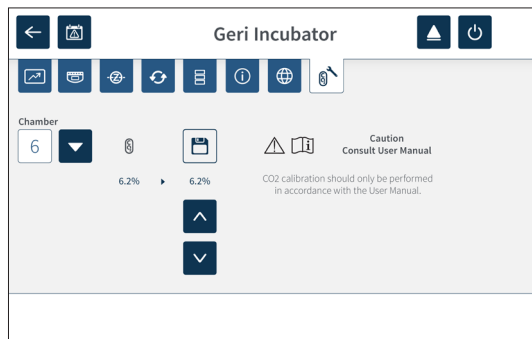 Geri Incubator
Chamber
6
6.2%
6.2%
Caution
Consult User Manual
CO2 calibration should only be performed
in accordance with the User Manual.